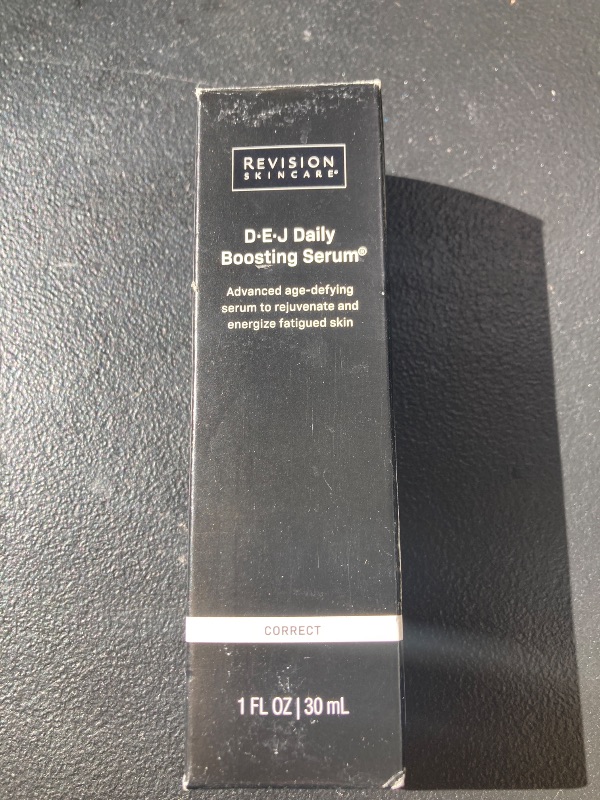 REVISION
SKINCARE®
D·E·J Daily
Boosting Serum®
Advanced age-defying
serum to rejuvenate and
energize fatigued skin
CORRECT
1 FL OZ | 30 mL